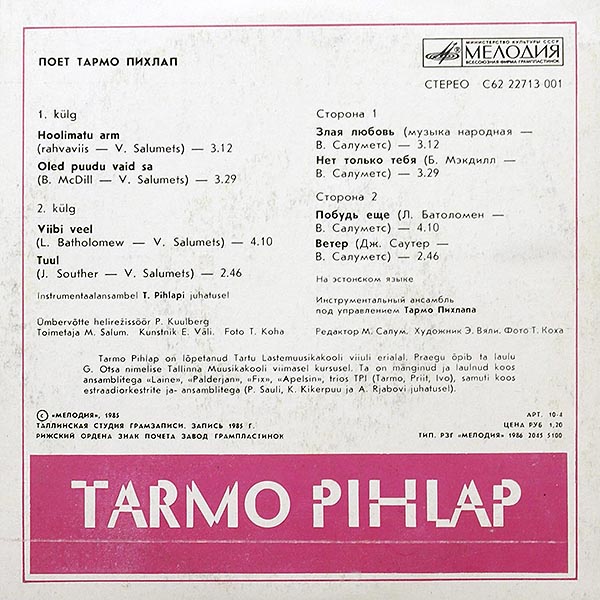 МИНИСТЕРСТВО КУЛЬТУРЫ СССР
МЕЛОДИЯ
ВСЕСОЮЗНАЯ ФИРМА ГРАМПЛАСТИНОК
ПОЕТ ТАРМО ПИХЛАП
СТЕРЕО С62 22713 001
1. külg
Hoolimatu arm
(rahvaviis — V. Salumets) — 3.12
Oled puudu vaid sa
(B. McDill — V. Salumets) — 3.29
2. külg
Viibi veel
(L. Batholomew — V. Salumets) — 4.10
Tuul
(J. Souther — V. Salumets) — 2.46
Instrumentaalansambel T. Pihlapi juhatusel
Ümbervõtte helirežissöör P. Kuulberg
Toimetaja M. Salum. Kunstnik E. Väli. Foto T. Koha
Сторона 1
Злая любовь (музыка народная —
В. Салуметс) — 3.12
Нет только тебя (Б. Мэкдилл —
В. Салуметс) — 3.29
Сторона 2
Побудь еще (Л. Батоломен —
В. Салуметс) — 4.10
Ветер (Дж. Саутер —
В. Салуметс) — 2.46
На эстонском языке
Инструментальный ансамбль
под управлением Тармо Пихлапа
Редактор М. Салум. Художник Э. Вяли. Фото Т. Коха
Tarmo Pihlap on lõpetanud Tartu Lastemuusikakooli viiuli erialal. Praegu õpib ta laulu
G. Otsa nimelise Tallinna Muusikakooli viimasel kursusel. Ta on mänginud ja laulnud koos
ansamblitega «Laine», «Palderjan», «Fix», «Apelsin», trios TPI (Tarmo, Priit, Ivo), samuti koos
estraadiorkestrite ja- ansamblitega (P. Sauli, K. Kikerpuu ja A. Rjabovi juhatusel).
© «МЕЛОДИЯ», 1985
ТАЛЛИНСКАЯ СТУДИЯ ГРАМЗАПИСИ. ЗАПИСЬ 1985 г.
РИЖСКИЙ ОРДЕНА ЗНАК ПОЧЕТА ЗАВОД ГРАМПЛАСТИНОК
АРТ. 10-4
ЦЕНА РУБ 1,20
ТИП. РЗГ «МЕЛОДИЯ» 1986 2045 5100
TARMO PIHLAP